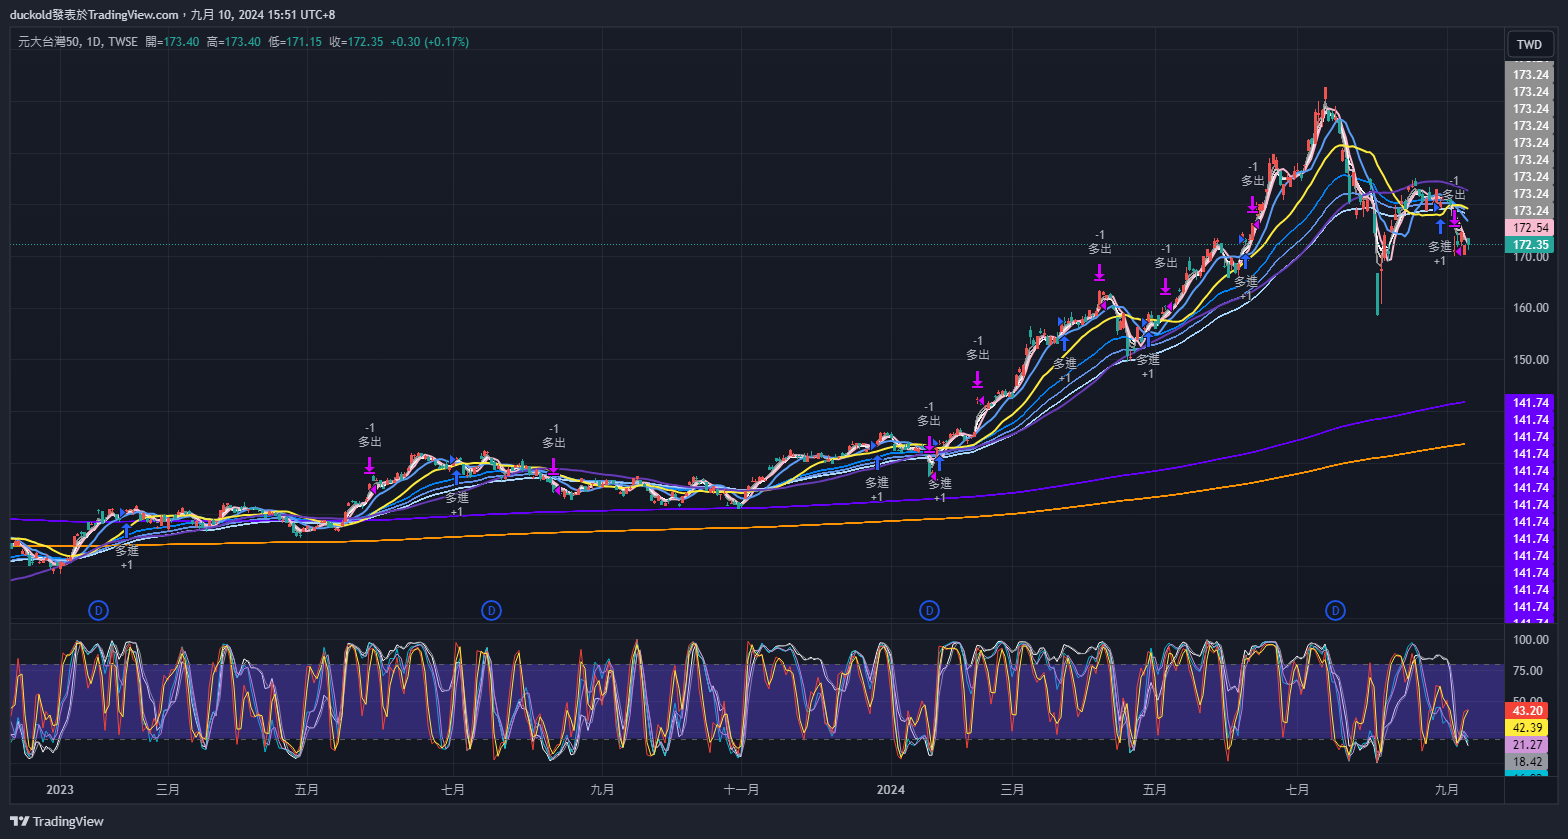 duckold發表於TradingView.com，九月 10, 2024 15:51 UTC+8
元大台灣50, 1D, TWSE 開=173.40 高=173.40 低=171.15 收=172.35 +0.30 (+0.17%)
TWD
173.24
173.24
173.24
173.24
173.24
173.24
173.24
173.24
173.24
172.54
172.35
170.00
160.00
150.00
141.74
141.74
141.74
141.74
141.74
141.74
141.74
141.74
141.74
141.74
141.74
141.74
141.74
-1
多出
-1
多出
-1
多出
-1
多出
-1
多出
-1
多出
-1
多出
-1
多出
多進
+1
多進
+1
多進
+1
多進
+1
多進
+1
多進
+1
多進
+1
多進
+1
D
D
D
D
100.00
75.00
50.00
43.20
42.39
21.27
18.42
2023
三月
五月
七月
九月
十一月
2024
三月
五月
七月
九月
TradingView